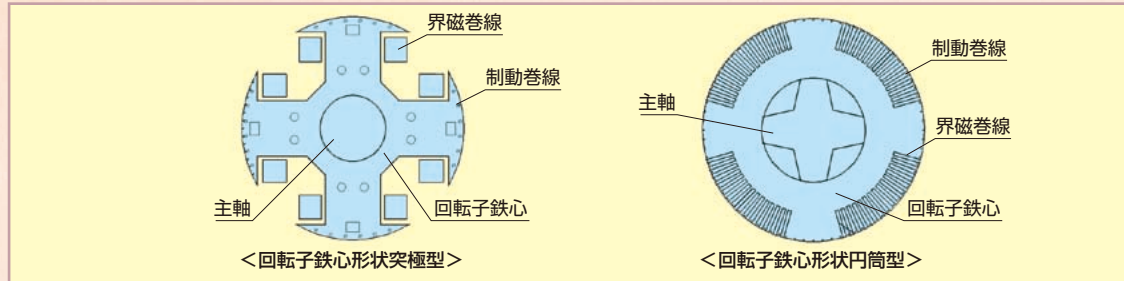 界磁巻線
制動巻線
主軸
回転子鉄心
＜回転子鉄心形状突極型＞
制動巻線
主軸
界磁巻線
回転子鉄心
＜回転子鉄心形状円筒型＞